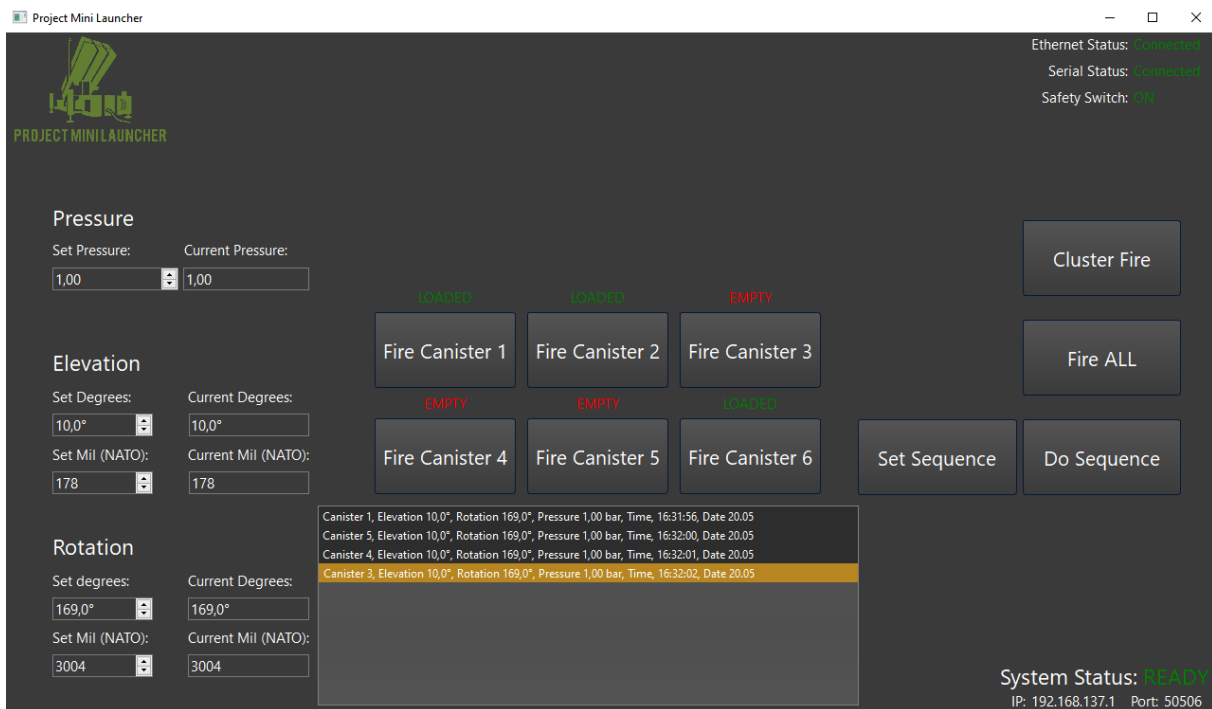 Project Mini Launcher
Ethernet Status: Connected
Serial Status: Connected
Safety Switch: ON
PROJECT MINI LAUNCHER
Pressure
Set Pressure: Current Pressure:
1,00 1,00
Elevation
Set Degrees: Current Degrees:
10,0° 10,0°
Set Mil (NATO): Current Mil (NATO):
178 178
Rotation
Set degrees: Current Degrees:
169,0° 169,0°
Set Mil (NATO): Current Mil (NATO):
3004 3004
LOADED LOADED EMPTY
Fire Canister 1 Fire Canister 2 Fire Canister 3
EMPTY EMPTY LOADED
Fire Canister 4 Fire Canister 5 Fire Canister 6
Canister 1, Elevation 10,0°, Rotation 169,0°, Pressure 1,00 bar, Time, 16:31:56, Date 20.05
Canister 5, Elevation 10,0°, Rotation 169,0°, Pressure 1,00 bar, Time, 16:32:00, Date 20.05
Canister 4, Elevation 10,0°, Rotation 169,0°, Pressure 1,00 bar, Time, 16:32:01, Date 20.05
Canister 3, Elevation 10,0°, Rotation 169,0°, Pressure 1,00 bar, Time, 16:32:02, Date 20.05
Cluster Fire
Fire ALL
Set Sequence Do Sequence
System Status: READY
IP: 192.168.137.1 Port: 50506